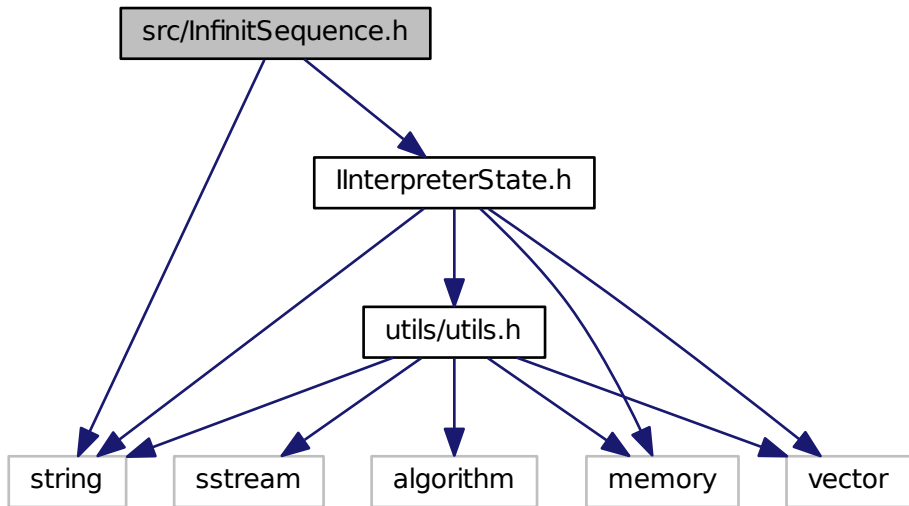 src/InfinitSequence.h
IInterpreterState.h
utils/utils.h
string
sstream
algorithm
memory
vector